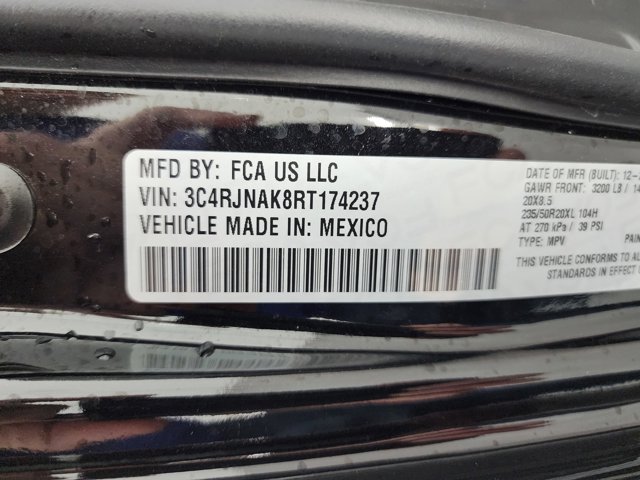 MFD BY: FCA US LLC
VIN: 3C4RJNAK8RT174237
VEHICLE MADE IN: MEXICO
DATE OF MFR (BUILT): 12-
GAWR FRONT: 3200 LB / 14
20X8.5
235/50R20XL 104H
AT 270 kPa / 39 PSI
TYPE: MPV PAIN
THIS VEHICLE CONFORMS TO AL
STANDARDS IN EFFECT